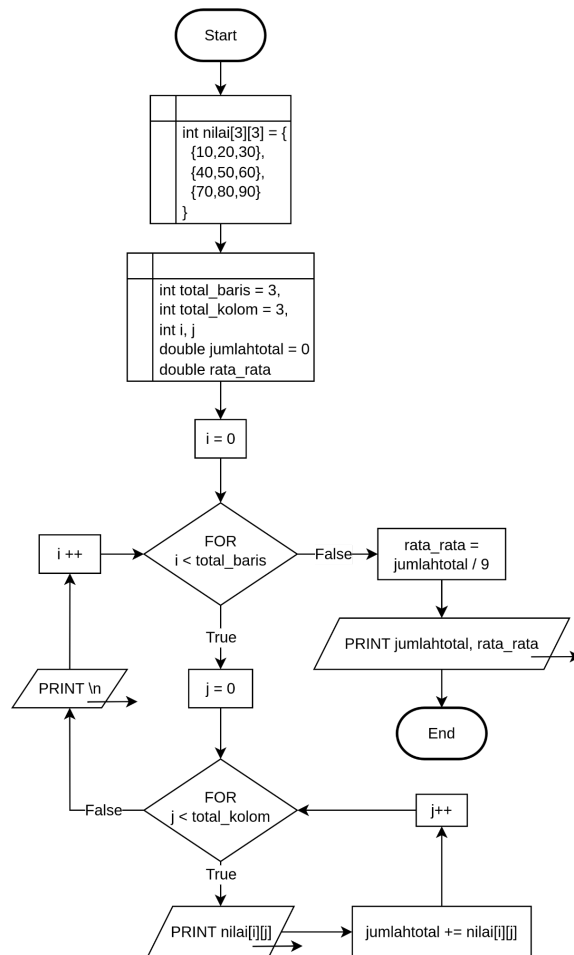 Start
int nilai[3][3] = {
{10,20,30},
{40,50,60},
{70,80,90}
}
int total_baris = 3,
int total_kolom = 3,
int i, j
double jumlahtotal = 0
double rata_rata
i = 0
FOR
i < total_baris
i ++
False
rata_rata =
jumlahtotal / 9
True
PRINT jumlahtotal, rata_rata
PRINT \n
j = 0
End
FOR
j < total_kolom
False
j++
True
PRINT nilai[i][j]
jumlahtotal += nilai[i][j]